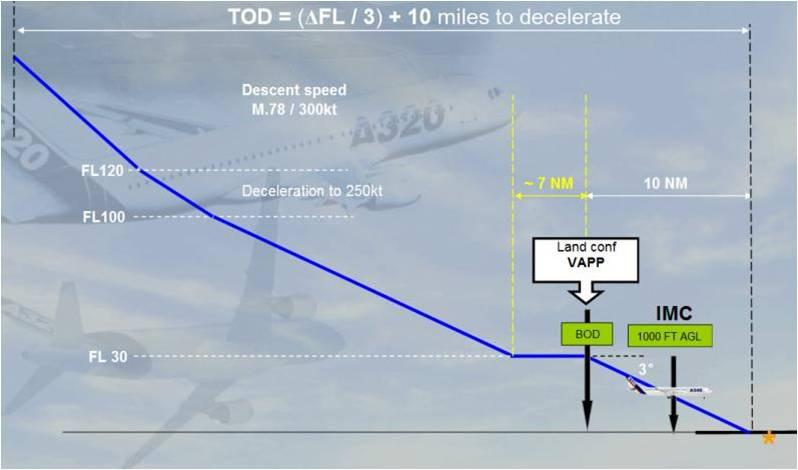 TOD = (ΔFL / 3) + 10 miles to decelerate
Descent speed
M.78 / 300kt
A320
320
FL120
Deceleration to 250kt
FL100
~ 7 NM
10 NM
Land conf
VAPP
BOD
IMC
1000 FT AGL
FL 30
3°